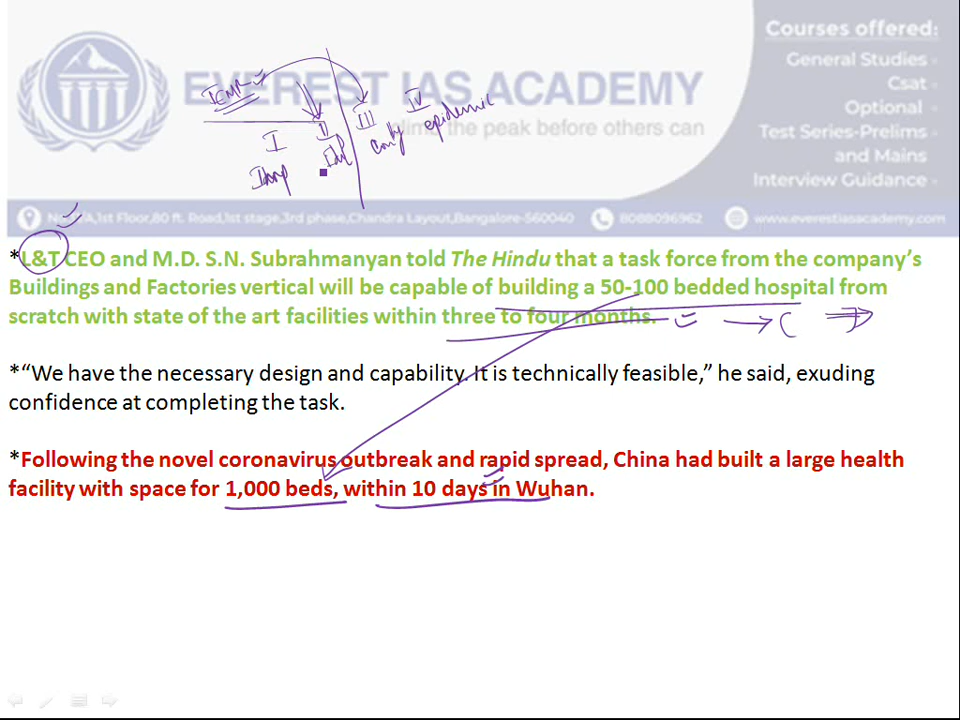 Courses offered:
General Studies -
Csat -
Optional -
Test Series-Prelims -
and Mains
Interview Guidance -
EVEREST IAS ACADEMY
climb the peak before others can
I
II
III
IV
epidemic
1st Floor,80 ft. Road,1st stage,3rd phase,Chandra Layout,Bangalore-560040
8088096962
www.everestiasacademy.com
*L&T CEO and M.D. S.N. Subrahmanyan told The Hindu that a task force from the company’s
Buildings and Factories vertical will be capable of building a 50-100 bedded hospital from
scratch with state of the art facilities within three to four months.
*“We have the necessary design and capability. It is technically feasible,” he said, exuding
confidence at completing the task.
*Following the novel coronavirus outbreak and rapid spread, China had built a large health
facility with space for 1,000 beds, within 10 days in Wuhan.